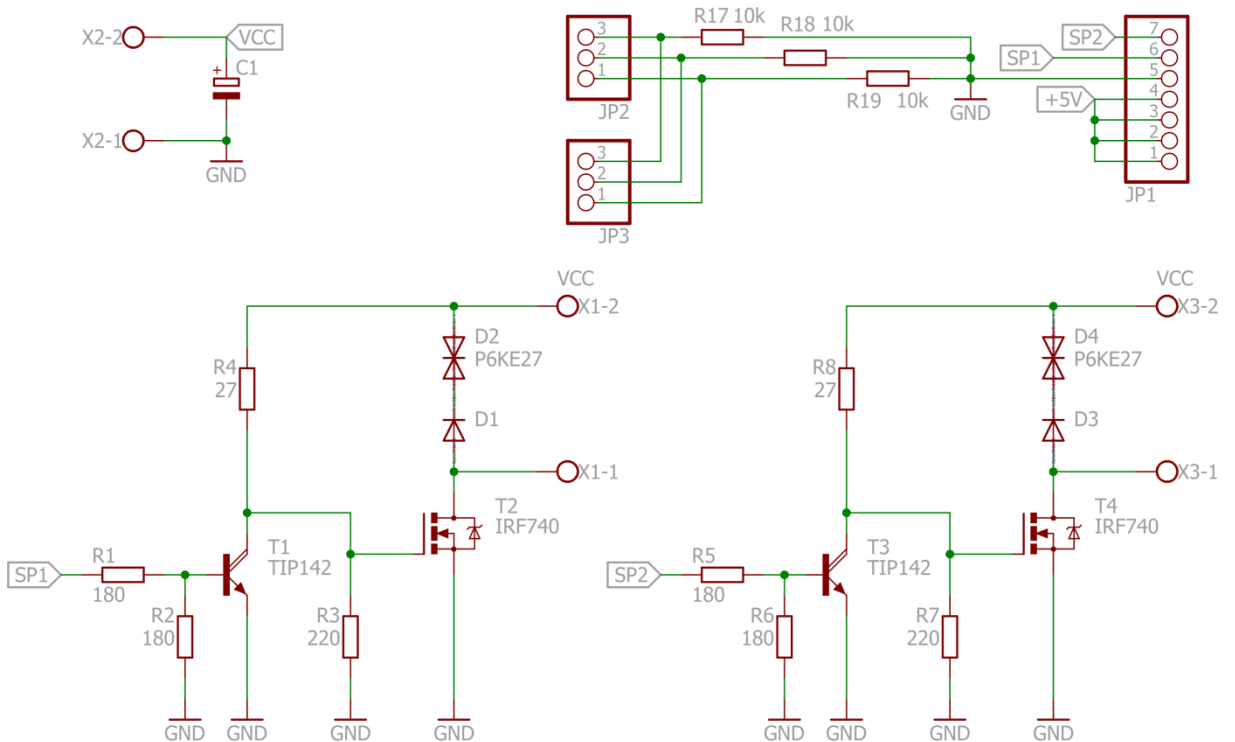 X2-2
VCC
+
C1
X2-1
GND
3
2
1
JP2
R17 10k
R18 10k
R19 10k
GND
3
2
1
JP3
SP2
SP1
+5V
7
6
5
4
3
2
1
JP1
VCC
X1-2
D2
P6KE27
R4
27
D1
X1-1
T2
IRF740
T1
TIP142
SP1
R1
180
R2
180
R3
220
GND
GND
GND
GND
VCC
X3-2
D4
P6KE27
R8
27
D3
X3-1
T4
IRF740
T3
TIP142
SP2
R5
180
R6
180
R7
220
GND
GND
GND
GND